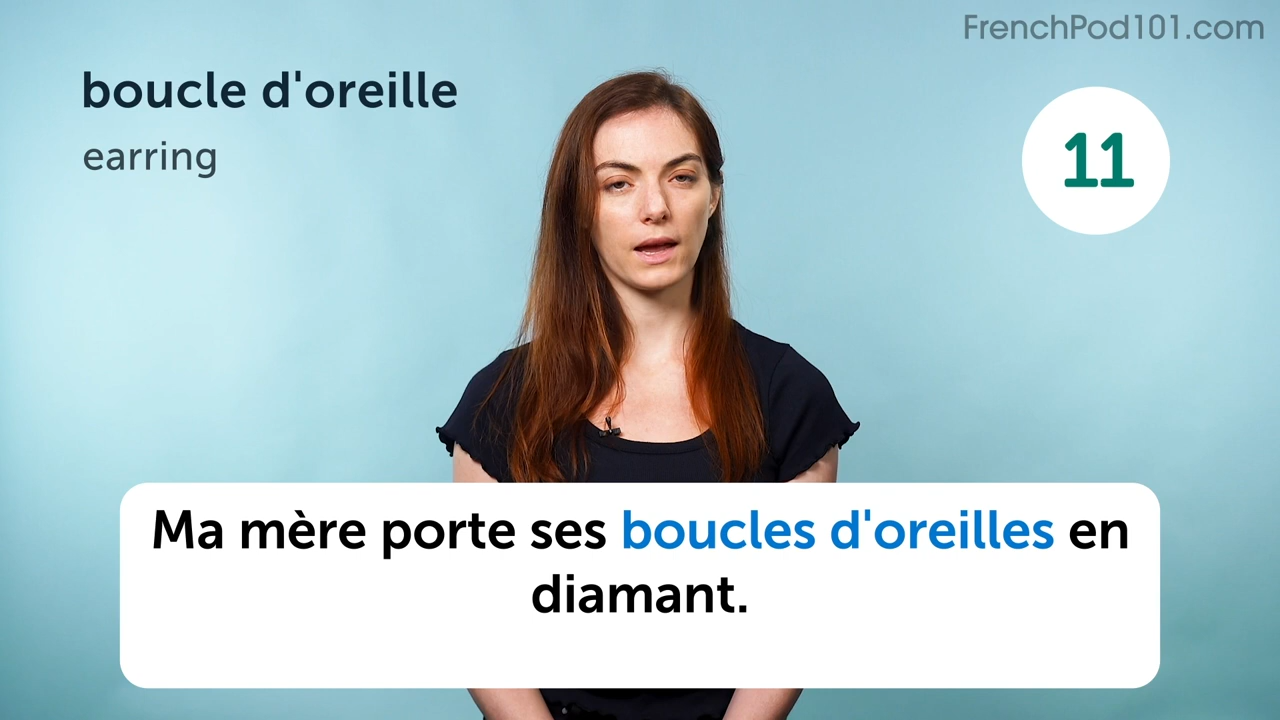 FrenchPod101.com
boucle d'oreille
earring
11
Ma mère porte ses boucles d'oreilles en
diamant.